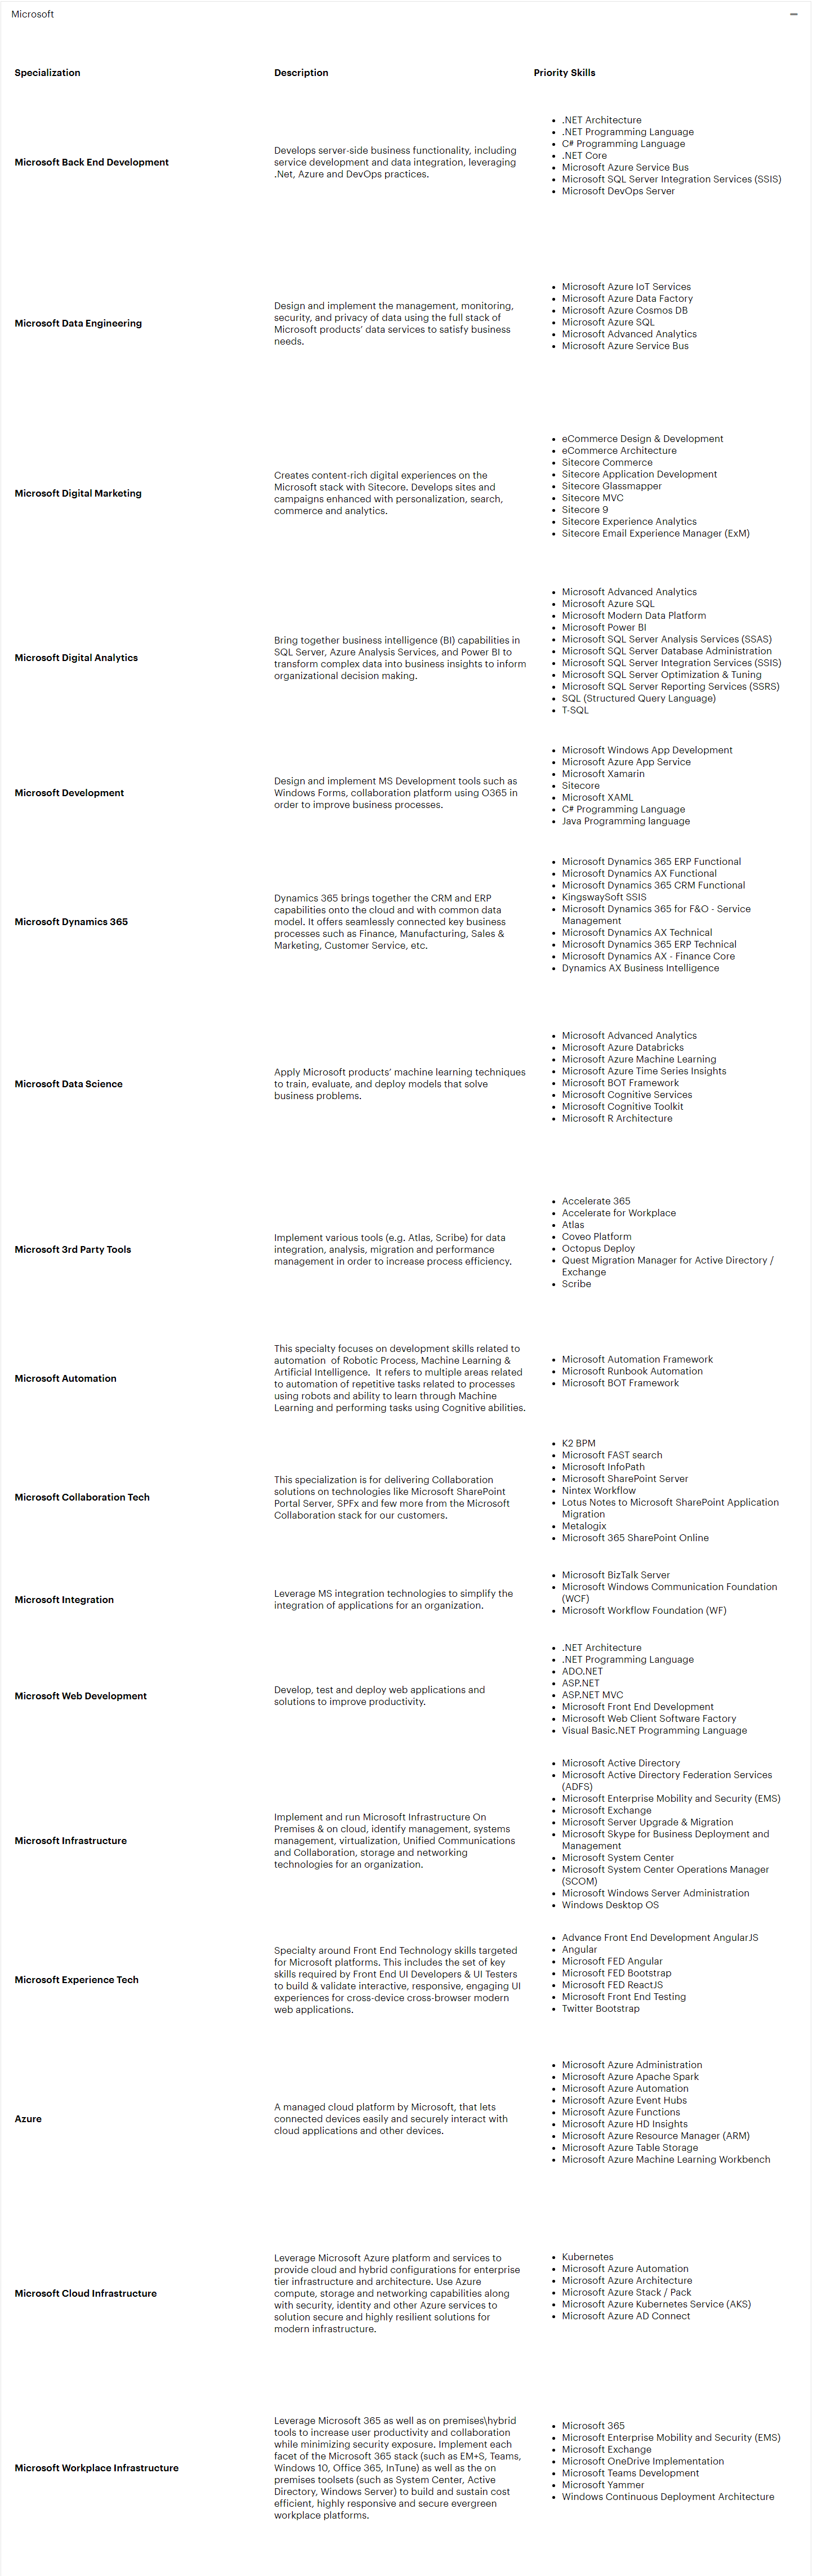 Microsoft
Specialization
Description
Priority Skills
Microsoft Back End Development
Develops server-side business functionality, including
service development and data integration, leveraging
.Net, Azure and DevOps practices.
.NET Architecture
.NET Programming Language
C# Programming Language
.NET Core
Microsoft Azure Service Bus
Microsoft SQL Server Integration Services (SSIS)
Microsoft DevOps Server
Microsoft Data Engineering
Design and implement the management, monitoring,
security, and privacy of data using the full stack of
Microsoft products’ data services to satisfy business
needs.
Microsoft Azure IoT Services
Microsoft Azure Data Factory
Microsoft Azure Cosmos DB
Microsoft Azure SQL
Microsoft Advanced Analytics
Microsoft Azure Service Bus
Microsoft Digital Marketing
Creates content-rich digital experiences on the
Microsoft stack with Sitecore. Develops sites and
campaigns enhanced with personalization, search,
commerce and analytics.
eCommerce Design & Development
eCommerce Architecture
Sitecore Commerce
Sitecore Application Development
Sitecore Glassmapper
Sitecore MVC
Sitecore 9
Sitecore Experience Analytics
Sitecore Email Experience Manager (ExM)
Microsoft Digital Analytics
Bring together business intelligence (BI) capabilities in
SQL Server, Azure Analysis Services, and Power BI to
transform complex data into business insights to inform
organizational decision making.
Microsoft Advanced Analytics
Microsoft Azure SQL
Microsoft Modern Data Platform
Microsoft Power BI
Microsoft SQL Server Analysis Services (SSAS)
Microsoft SQL Server Database Administration
Microsoft SQL Server Integration Services (SSIS)
Microsoft SQL Server Optimization & Tuning
Microsoft SQL Server Reporting Services (SSRS)
SQL (Structured Query Language)
T-SQL
Microsoft Development
Design and implement MS Development tools such as
Windows Forms, collaboration platform using O365 in
order to improve business processes.
Microsoft Windows App Development
Microsoft Azure App Service
Microsoft Xamarin
Sitecore
Microsoft XAML
C# Programming Language
Java Programming language
Microsoft Dynamics 365
Dynamics 365 brings together the CRM and ERP
capabilities onto the cloud and with common data
model. It offers seamlessly connected key business
processes such as Finance, Manufacturing, Sales &
Marketing, Customer Service, etc.
Microsoft Dynamics 365 ERP Functional
Microsoft Dynamics AX Functional
Microsoft Dynamics 365 CRM Functional
KingswaySoft SSIS
Microsoft Dynamics 365 for F&O - Service
Management
Microsoft Dynamics AX Technical
Microsoft Dynamics 365 ERP Technical
Microsoft Dynamics AX - Finance Core
Dynamics AX Business Intelligence
Microsoft Data Science
Apply Microsoft products’ machine learning techniques
to train, evaluate, and deploy models that solve
business problems.
Microsoft Advanced Analytics
Microsoft Azure Databricks
Microsoft Azure Machine Learning
Microsoft Azure Time Series Insights
Microsoft BOT Framework
Microsoft Cognitive Services
Microsoft Cognitive Toolkit
Microsoft R Architecture
Microsoft 3rd Party Tools
Implement various tools (e.g. Atlas, Scribe) for data
integration, analysis, migration and performance
management in order to increase process efficiency.
Accelerate 365
Accelerate for Workplace
Atlas
Coveo Platform
Octopus Deploy
Quest Migration Manager for Active Directory /
Exchange
Scribe
Microsoft Automation
This specialty focuses on development skills related to
automation of Robotic Process, Machine Learning &
Artificial Intelligence. It refers to multiple areas related
to automation of repetitive tasks related to processes
using robots and ability to learn through Machine
Learning and performing tasks using Cognitive abilities.
Microsoft Automation Framework
Microsoft Runbook Automation
Microsoft BOT Framework
Microsoft Collaboration Tech
This specialization is for delivering Collaboration
solutions on technologies like Microsoft SharePoint
Portal Server, SPFx and few more from the Microsoft
Collaboration stack for our customers.
K2 BPM
Microsoft FAST search
Microsoft InfoPath
Microsoft SharePoint Server
Nintex Workflow
Lotus Notes to Microsoft SharePoint Application
Migration
Metalogix
Microsoft 365 SharePoint Online
Microsoft Integration
Leverage MS integration technologies to simplify the
integration of applications for an organization.
Microsoft BizTalk Server
Microsoft Windows Communication Foundation
(WCF)
Microsoft Workflow Foundation (WF)
Microsoft Web Development
Develop, test and deploy web applications and
solutions to improve productivity.
.NET Architecture
.NET Programming Language
ADO.NET
ASP.NET
ASP.NET MVC
Microsoft Front End Development
Microsoft Web Client Software Factory
Visual Basic.NET Programming Language
Microsoft Infrastructure
Implement and run Microsoft Infrastructure On
Premises & on cloud, identify management, systems
management, virtualization, Unified Communications
and Collaboration, storage and networking
technologies for an organization.
Microsoft Active Directory
Microsoft Active Directory Federation Services
(ADFS)
Microsoft Enterprise Mobility and Security (EMS)
Microsoft Exchange
Microsoft Server Upgrade & Migration
Microsoft Skype for Business Deployment and
Management
Microsoft System Center
Microsoft System Center Operations Manager
(SCOM)
Microsoft Windows Server Administration
Windows Desktop OS
Microsoft Experience Tech
Specialty around Front End Technology skills targeted
for Microsoft platforms. This includes the set of key
skills required by Front End UI Developers & UI Testers
to build & validate interactive, responsive, engaging UI
experiences for cross-device cross-browser modern
web applications.
Advance Front End Development AngularJS
Angular
Microsoft FED Angular
Microsoft FED Bootstrap
Microsoft FED ReactJS
Microsoft Front End Testing
Twitter Bootstrap
Azure
A managed cloud platform by Microsoft, that lets
connected devices easily and securely interact with
cloud applications and other devices.
Microsoft Azure Administration
Microsoft Azure Apache Spark
Microsoft Azure Automation
Microsoft Azure Event Hubs
Microsoft Azure Functions
Microsoft Azure HD Insights
Microsoft Azure Resource Manager (ARM)
Microsoft Azure Table Storage
Microsoft Azure Machine Learning Workbench
Microsoft Cloud Infrastructure
Leverage Microsoft Azure platform and services to
provide cloud and hybrid configurations for enterprise
tier infrastructure and architecture. Use Azure
compute, storage and networking capabilities along
with security, identity and other Azure services to
solution secure and highly resilient solutions for
modern infrastructure.
Kubernetes
Microsoft Azure Automation
Microsoft Azure Architecture
Microsoft Azure Stack / Pack
Microsoft Azure Kubernetes Service (AKS)
Microsoft Azure AD Connect
Microsoft Workplace Infrastructure
Leverage Microsoft 365 as well as on premises\hybrid
tools to increase user productivity and collaboration
while minimizing security exposure. Implement each
facet of the Microsoft 365 stack (such as EM+S, Teams,
Windows 10, Office 365, InTune) as well as the on
premises toolsets (such as System Center, Active
Directory, Windows Server) to build and sustain cost
efficient, highly responsive and secure evergreen
workplace platforms.
Microsoft 365
Microsoft Enterprise Mobility and Security (EMS)
Microsoft Exchange
Microsoft OneDrive Implementation
Microsoft Teams Development
Microsoft Yammer
Windows Continuous Deployment Architecture